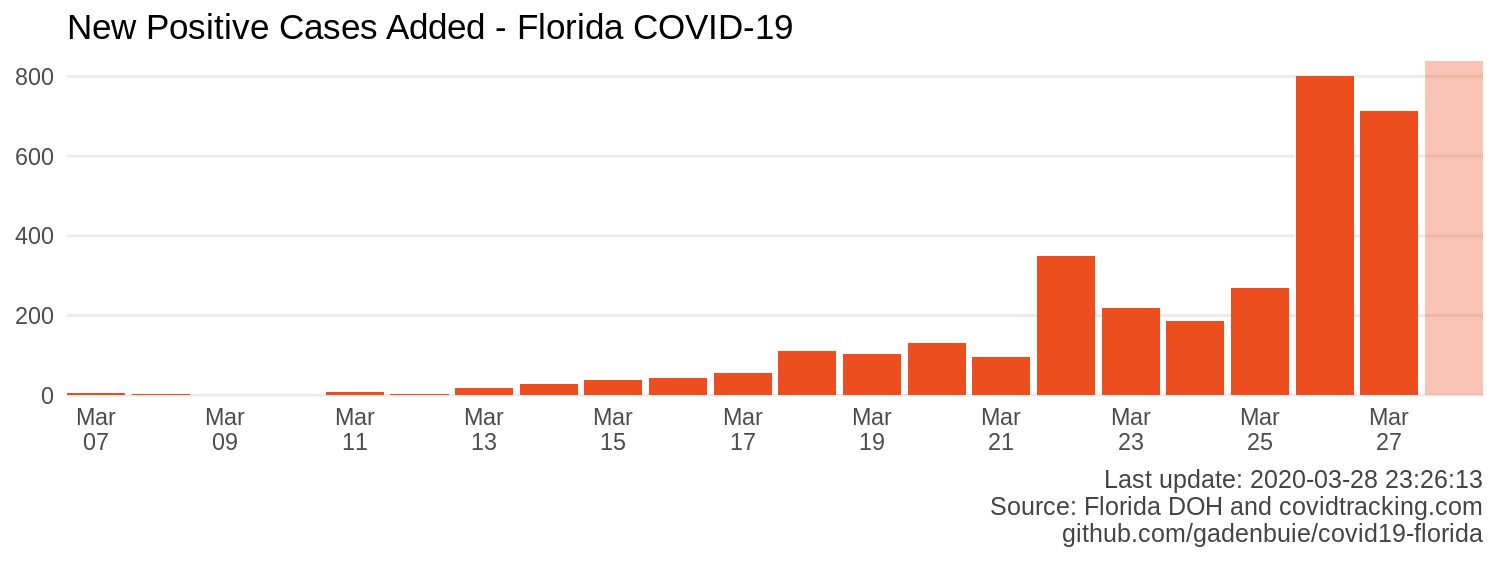 New Positive Cases Added - Florida COVID-19
800
600
400
200
0
Mar Mar Mar Mar Mar Mar Mar Mar Mar Mar Mar
07 09 11 13 15 17 19 21 23 25 27
Last update: 2020-03-28 23:26:13
Source: Florida DOH and covidtracking.com
github.com/gadenbuie/covid19-florida